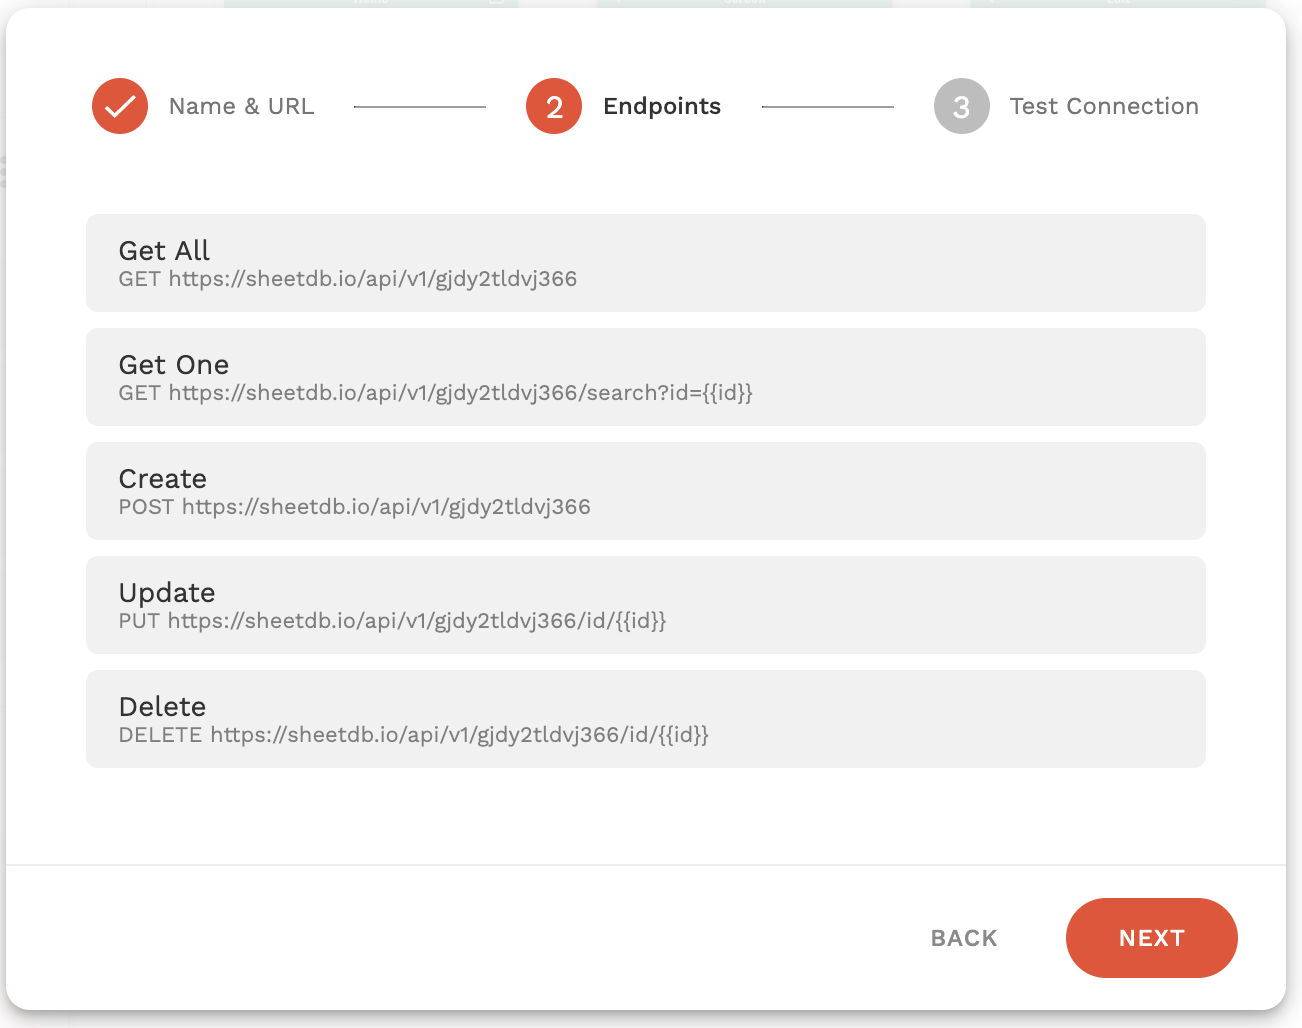 Name & URL
2
Endpoints
3
Test Connection
Get All
GET https://sheetdb.io/api/v1/gjdy2tldvj366
Get One
GET https://sheetdb.io/api/v1/gjdy2tldvj366/search?id={{id}}
Create
POST https://sheetdb.io/api/v1/gjdy2tldvj366
Update
PUT https://sheetdb.io/api/v1/gjdy2tldvj366/id/{{id}}
Delete
DELETE https://sheetdb.io/api/v1/gjdy2tldvj366/id/{{id}}
BACK
NEXT